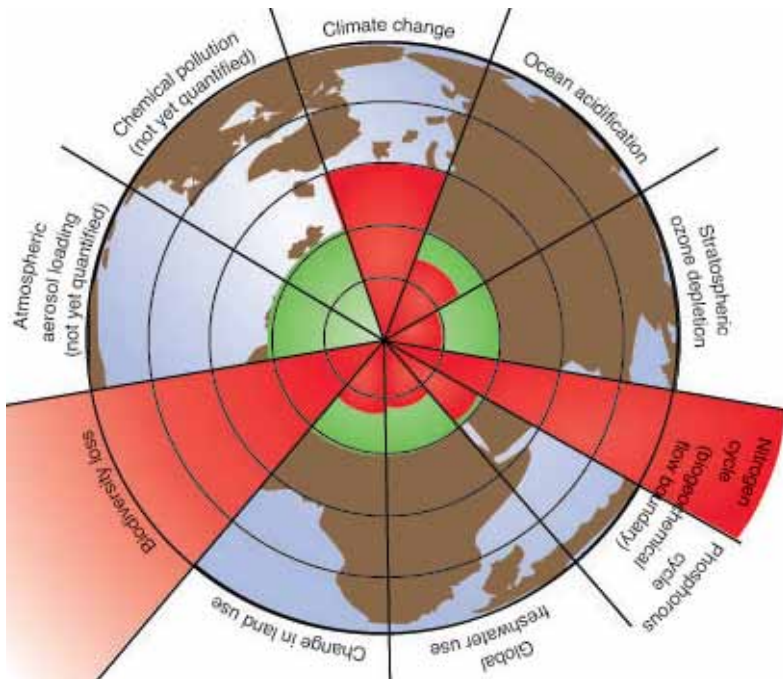 Climate change
Ocean acidification
Stratospheric
ozone depletion
Nitrogen
cycle
(biogeochemical
flow boundary)
Phosphorous
cycle
Global
freshwater use
Change in land use
Biodiversity loss
Atmospheric
aerosol loading
(not yet quantified)
Chemical pollution
(not yet quantified)